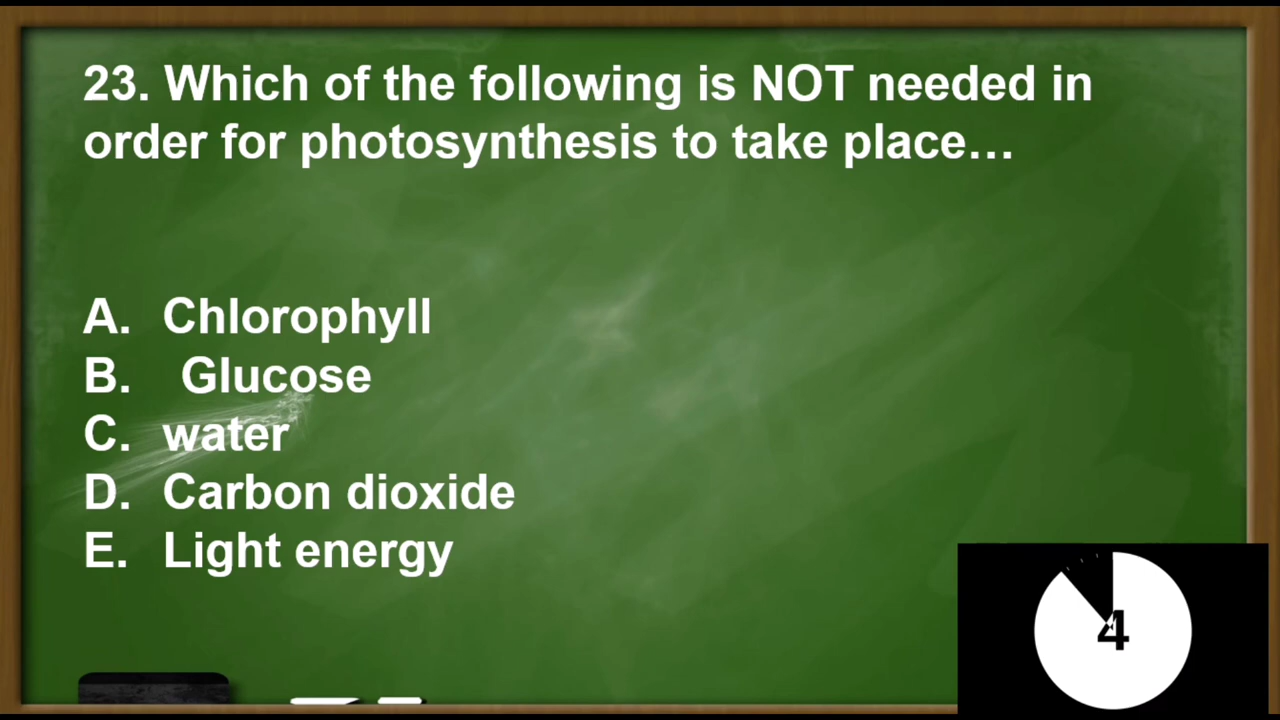 23. Which of the following is NOT needed in
order for photosynthesis to take place…
A. Chlorophyll
B. Glucose
C. water
D. Carbon dioxide
E. Light energy
4